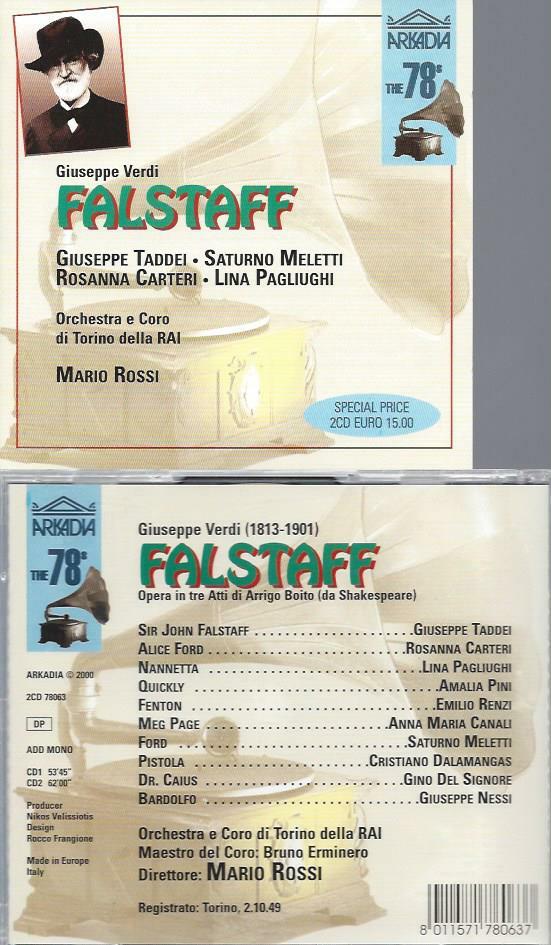 ARKADIA
THE 78s
Giuseppe Verdi
FALSTAFF
GIUSEPPE TADDEI • SATURNO MELETTI
ROSANNA CARTERI • LINA PAGLIUGHI
Orchestra e Coro
di Torino della RAI
MARIO ROSSI
SPECIAL PRICE
2CD EURO 15.00
ARKADIA
THE 78s
Giuseppe Verdi (1813-1901)
FALSTAFF
Opera in tre Atti di Arrigo Boito (da Shakespeare)
SIR JOHN FALSTAFF ........................GIUSEPPE TADDEI
ALICE FORD ..............................ROSANNA CARTERI
NANNETTA ................................LINA PAGLIUGHI
QUICKLY ....................................AMALIA PINI
FENTON ....................................EMILIO RENZI
MEG PAGE ...........................ANNA MARIA CANALI
FORD ..............................SATURNO MELETTI
PISTOLA .......................CRISTIANO DALAMANGAS
DR. CAIUS .............................GINO DEL SIGNORE
BARDOLFO ................................GIUSEPPE NESSI
ARKADIA © 2000
2CD 78063
DP
ADD MONO
CD1 53'45"
CD2 62'00"
Producer
Nikos Velissiotis
Design
Rocco Frangione
Made in Europe
Italy
Orchestra e Coro di Torino della RAI
Maestro del Coro: Bruno Erminero
Direttore: MARIO ROSSI
Registrato: Torino, 2.10.49
8 011571 780637